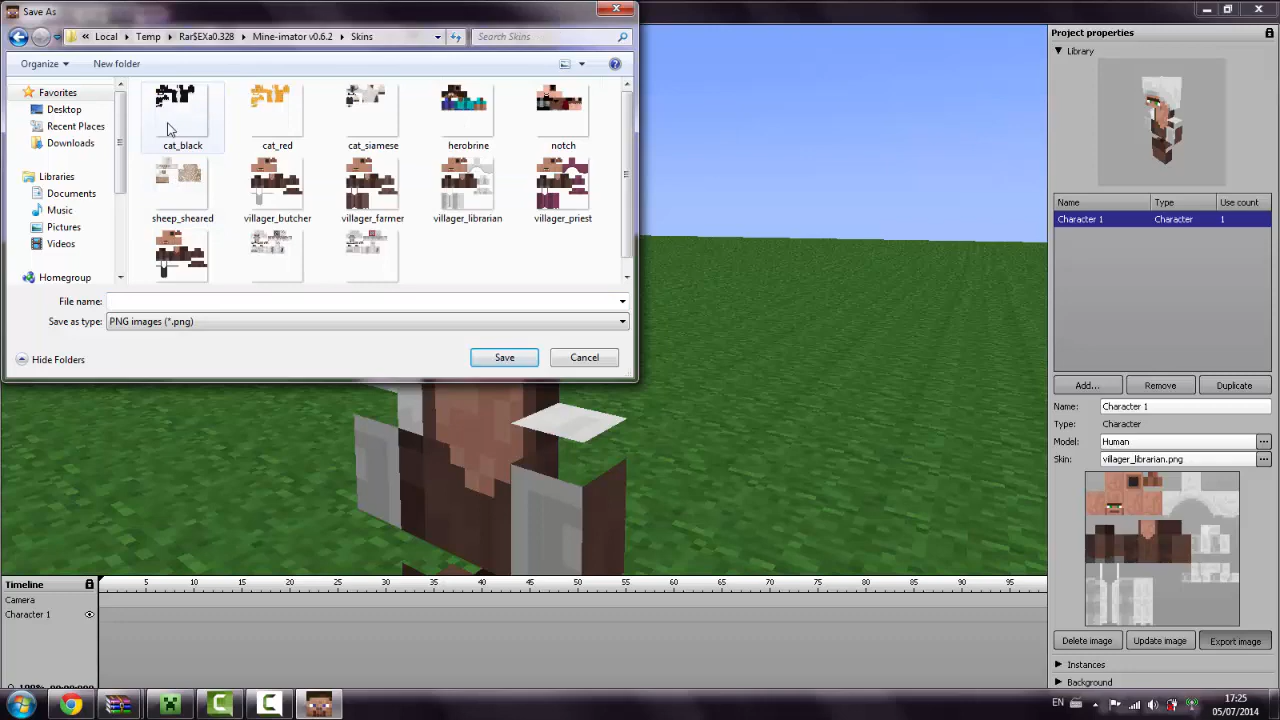 Save As
Local
Temp
Rar$EXa0.328
Mine-imator v0.6.2
Skins
Search Skins
Organize
New folder
Favorites
Desktop
Recent Places
Downloads
Libraries
Documents
Music
Pictures
Videos
Homegroup
cat_black
cat_red
cat_siamese
herobrine
notch
sheep_sheared
villager_butcher
villager_farmer
villager_librarian
villager_priest
File name:
Save as type:
PNG images (*.png)
Hide Folders
Save
Cancel
Project properties
Library
Name
Type
Use count
Character 1
Character
1
Add...
Remove
Duplicate
Name:
Character 1
Type:
Character
Model:
Human
Skin:
villager_librarian.png
Delete image
Update image
Export image
Instances
Background
Timeline
5
10
15
20
25
30
35
40
45
50
55
60
65
70
75
80
85
90
95
Camera
Character 1
EN
17:25
05/07/2014